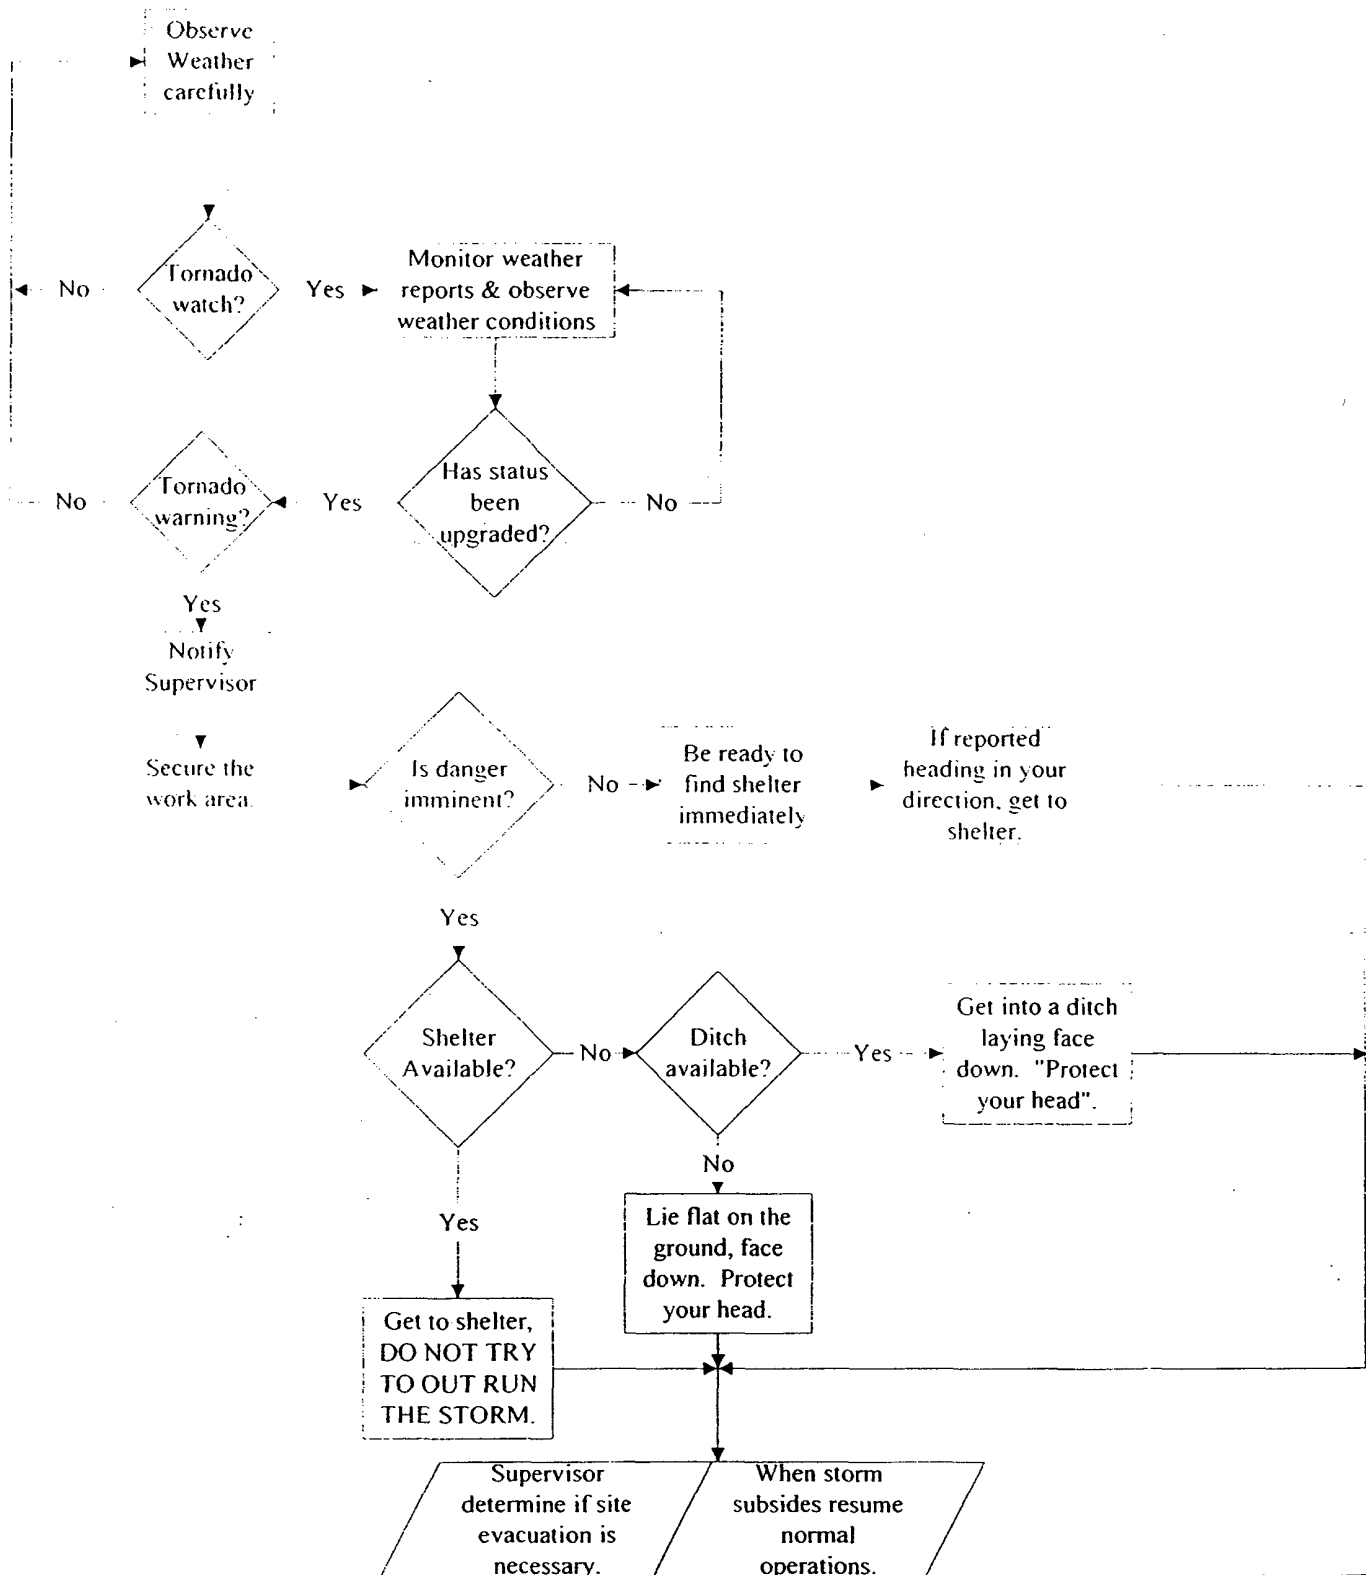 Observe
Weather
carefully
Tornado
watch?
No
Yes
Monitor weather
reports & observe
weather conditions
Tornado
warning?
No
Yes
Has status
been
upgraded?
No
Yes
Notify
Supervisor
Secure the
work area.
Is danger
imminent?
No
Be ready to
find shelter
immediately
If reported
heading in your
direction, get to
shelter.
Yes
Shelter
Available?
No
Ditch
available?
Yes
Get into a ditch
laying face
down. "Protect
your head".
No
Yes
Lie flat on the
ground, face
down. Protect
your head.
Get to shelter,
DO NOT TRY
TO OUT RUN
THE STORM.
Supervisor
determine if site
evacuation is
necessary.
When storm
subsides resume
normal
operations.